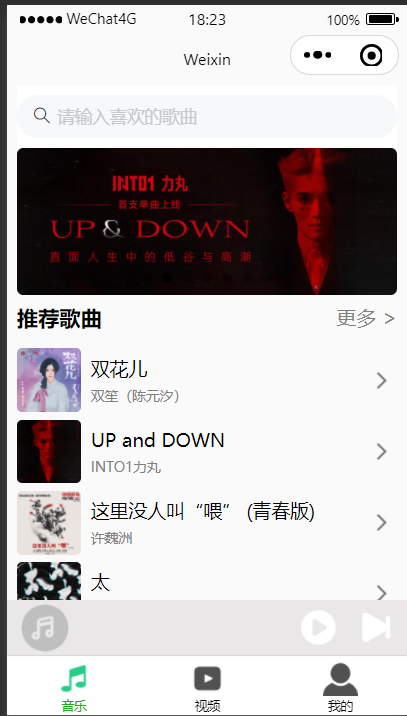 WeChat4G 18:23 100%
Weixin
请输入喜欢的歌曲
INTO1 力丸
首支单曲上线
UP & DOWN
直面人生中的低谷与高潮
推荐歌曲 更多 >
双花儿
双笙（陈元汐）
UP and DOWN
INTO1力丸
这里没人叫“喂” (青春版)
许魏洲
太
音乐 视频 我的